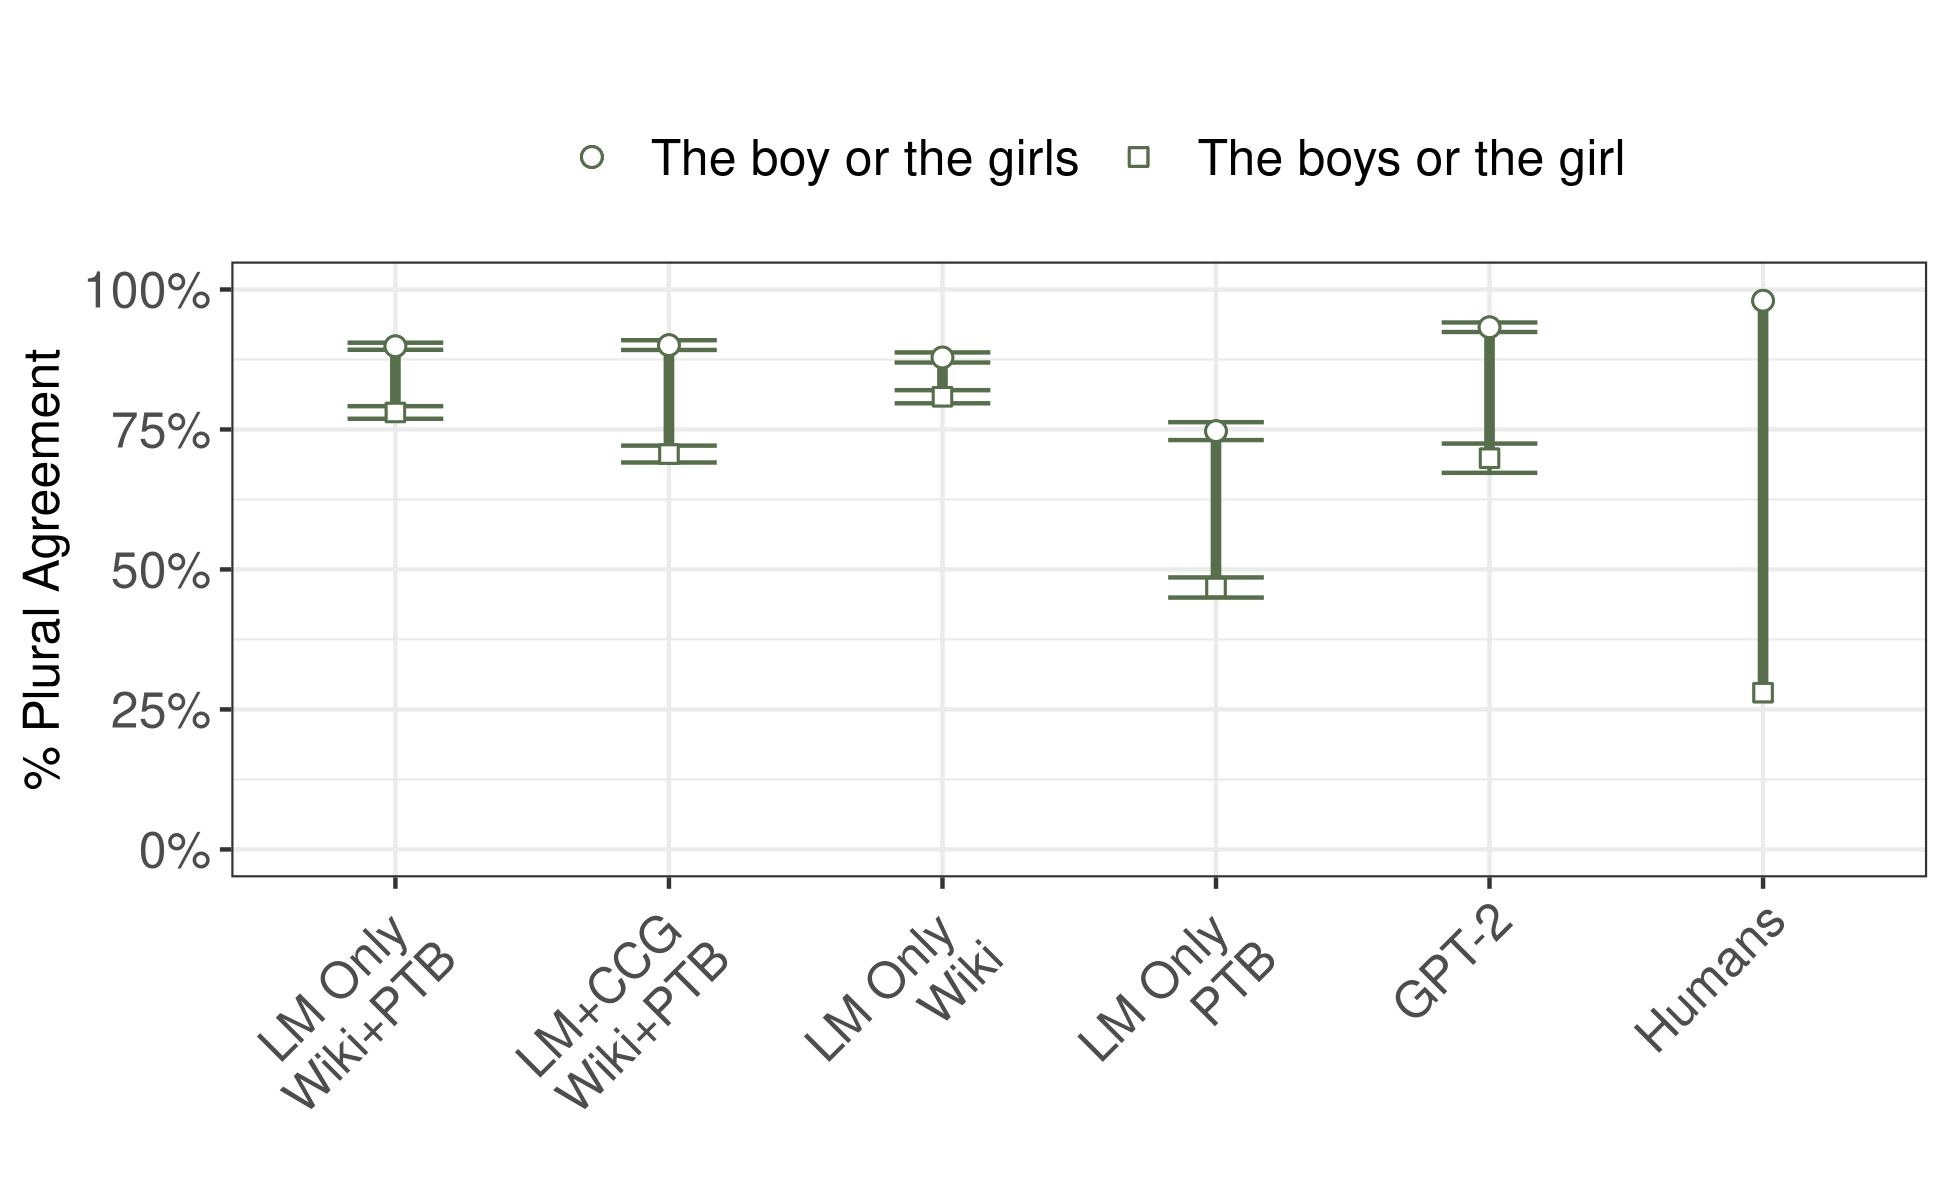 The boy or the girls
The boys or the girl
% Plural Agreement
100%
75%
50%
25%
0%
LM Only
Wiki+PTB
LM+CCG
Wiki+PTB
LM Only
Wiki
LM Only
PTB
GPT-2
Humans